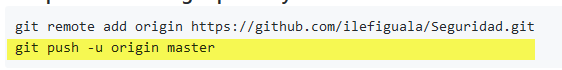 git remote add origin https://github.com/ilefiguala/Seguridad.git
git push -u origin master